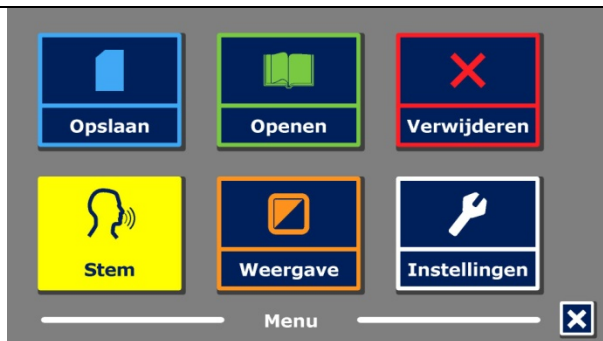 Opslaan
Openen
Verwijderen
Stem
Weergave
Instellingen
Menu